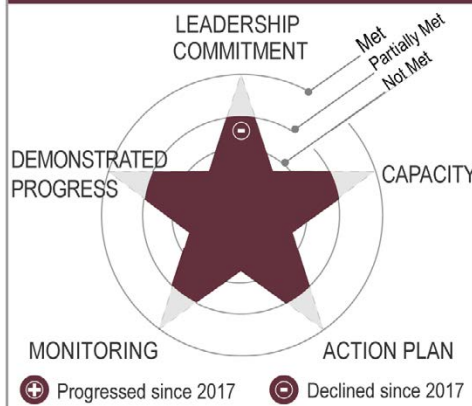 LEADERSHIP
COMMITMENT
Met
Partially Met
Not Met
DEMONSTRATED
PROGRESS
CAPACITY
MONITORING
ACTION PLAN
Progressed since 2017
Declined since 2017